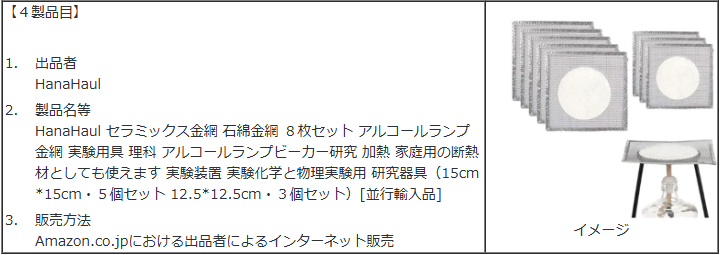 【４製品目】
1. 出品者
HanaHaul
2. 製品名等
HanaHaul セラミックス金網 石綿金網 ８枚セット アルコールランプ
金網 実験用具 理科 アルコールランプビーカー研究 加熱 家庭用の断熱
材としても使えます 実験装置 実験化学と物理実験用 研究器具（15cm
*15cm・５個セット 12.5*12.5cm・３個セット）[並行輸入品]
3. 販売方法
Amazon.co.jpにおける出品者によるインターネット販売
イメージ